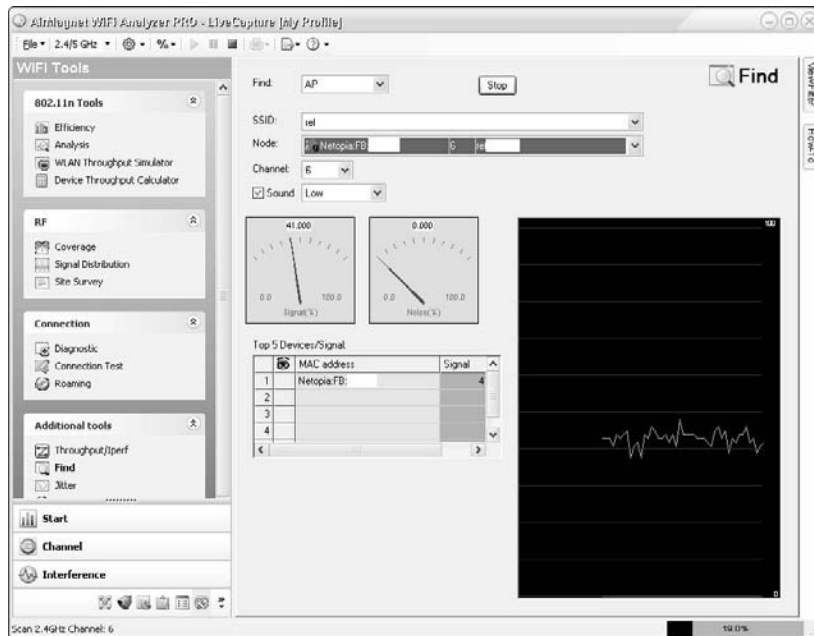 AirMagnet WiFi Analyzer PRO - LiveCapture [My Profile]
File 2.4/5 GHz %
WiFi Tools
802.11n Tools
Efficiency
Analysis
WLAN Throughput Simulator
Device Throughput Calculator
RF
Coverage
Signal Distribution
Site Survey
Connection
Diagnostic
Connection Test
Roaming
Additional tools
Throughput/Iperf
Find
Jitter
Start
Channel
Interference
Find: AP Stop
Find
SSID: rel
Node: Netopia:FB: 6 rel
Channel: 6
Sound Low
41.000
0.0 100.0
Signal(%)
0.000
0.0 100.0
Noise(%)
100
0
Top 5 Devices/Signal
MAC address Signal
1 Netopia:FB: 4
2
3
4
View Filter
How-To
Scan 2.4GHz Channel: 6
19.0%